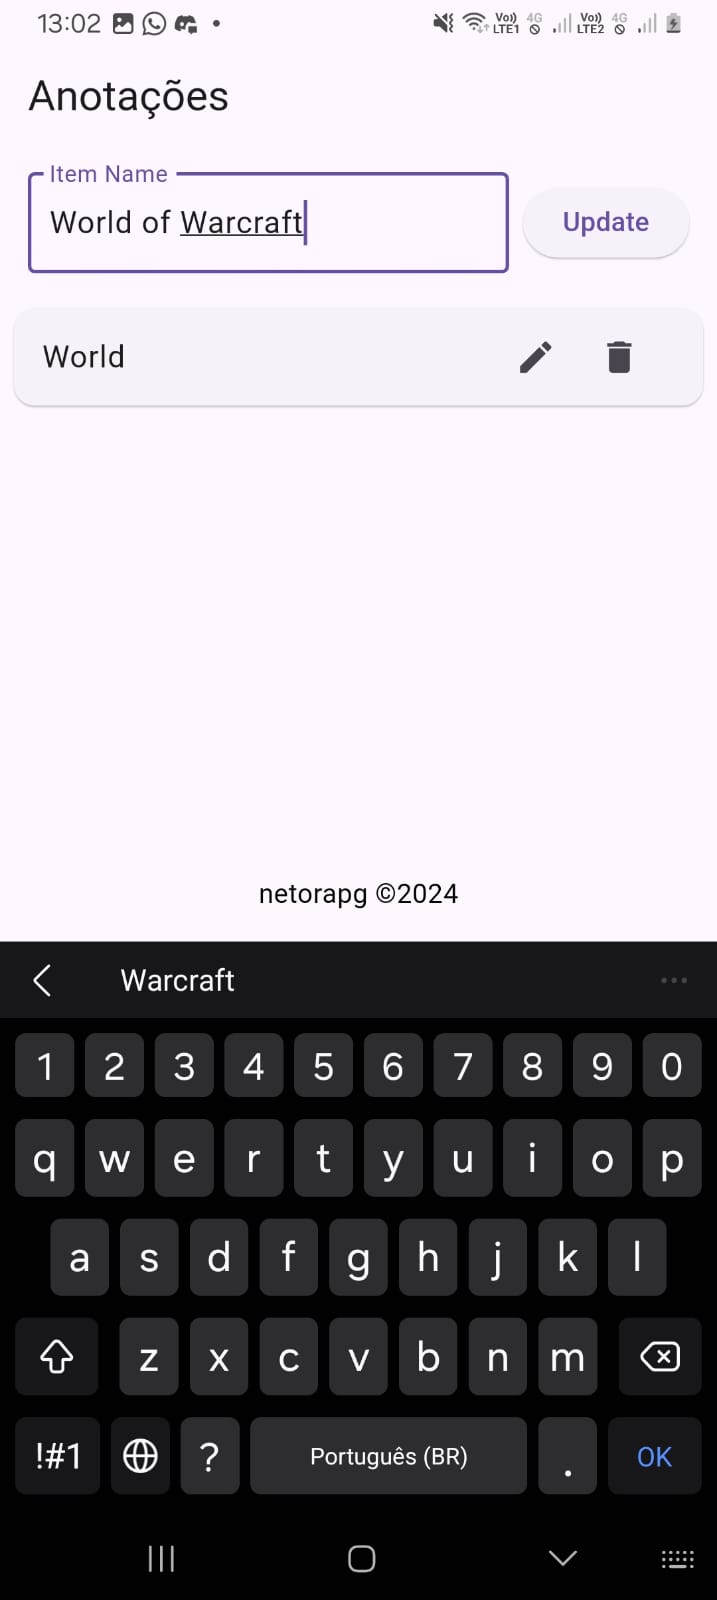 13:02
Vo)) LTE1 4G Vo)) LTE2 4G
Anotações
Item Name
World of Warcraft
Update
World
netorapg ©2024
Warcraft
1 2 3 4 5 6 7 8 9 0
q w e r t y u i o p
a s d f g h j k l
z x c v b n m
!#1 ? Português (BR) . OK